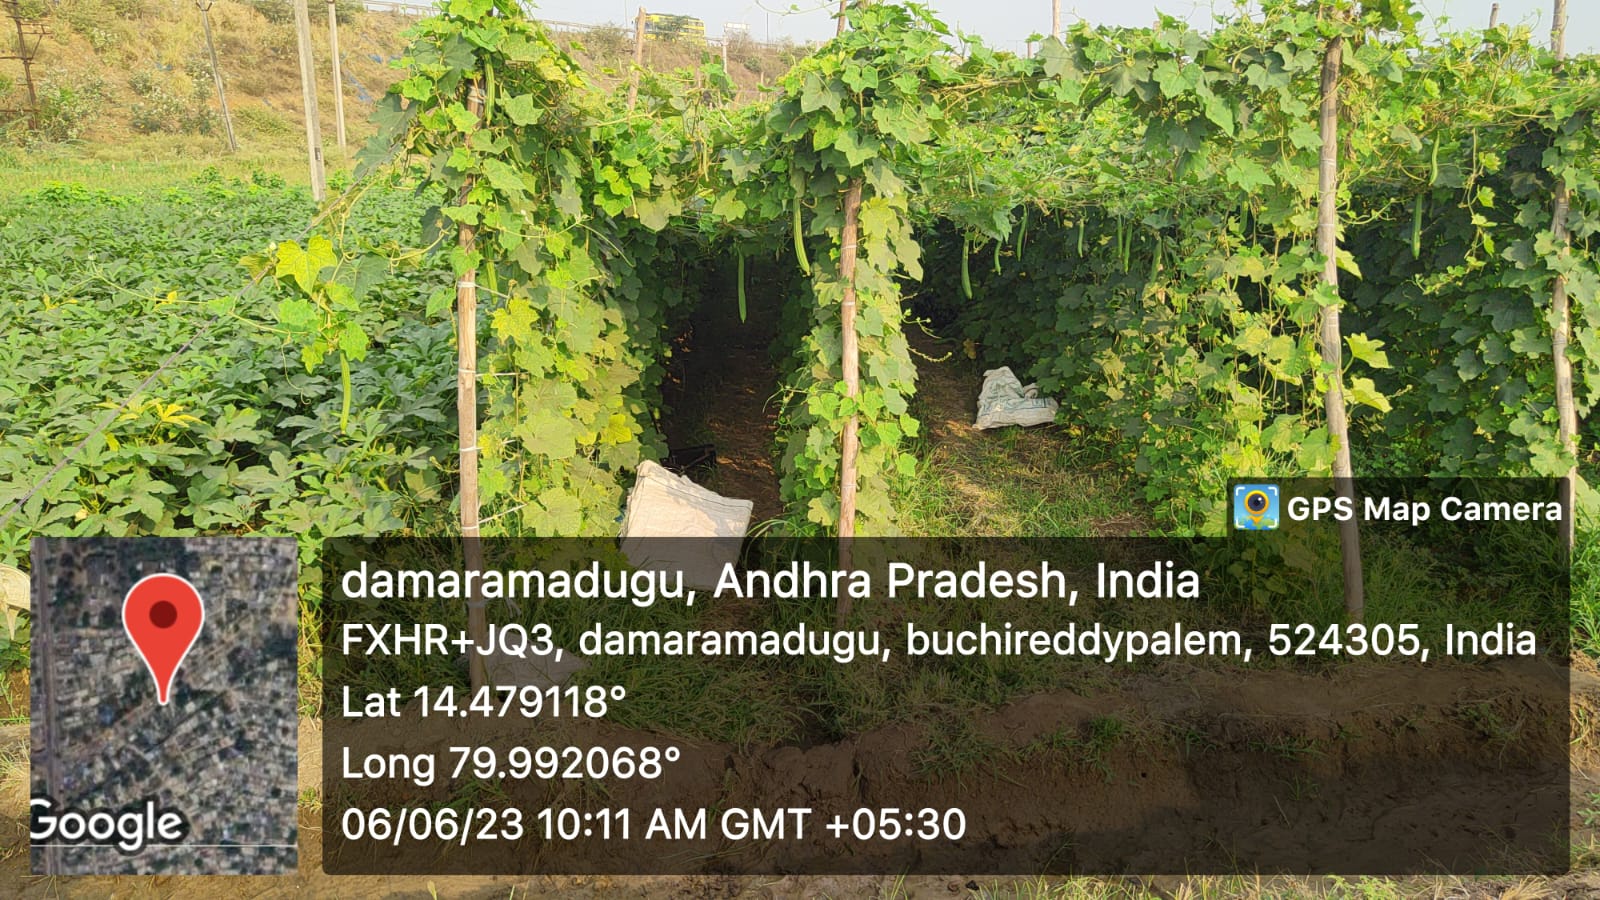 GPS Map Camera
damaramadugu, Andhra Pradesh, India
FXHR+JQ3, damaramadugu, buchireddypalem, 524305, India
Lat 14.479118°
Long 79.992068°
06/06/23 10:11 AM GMT +05:30
Google